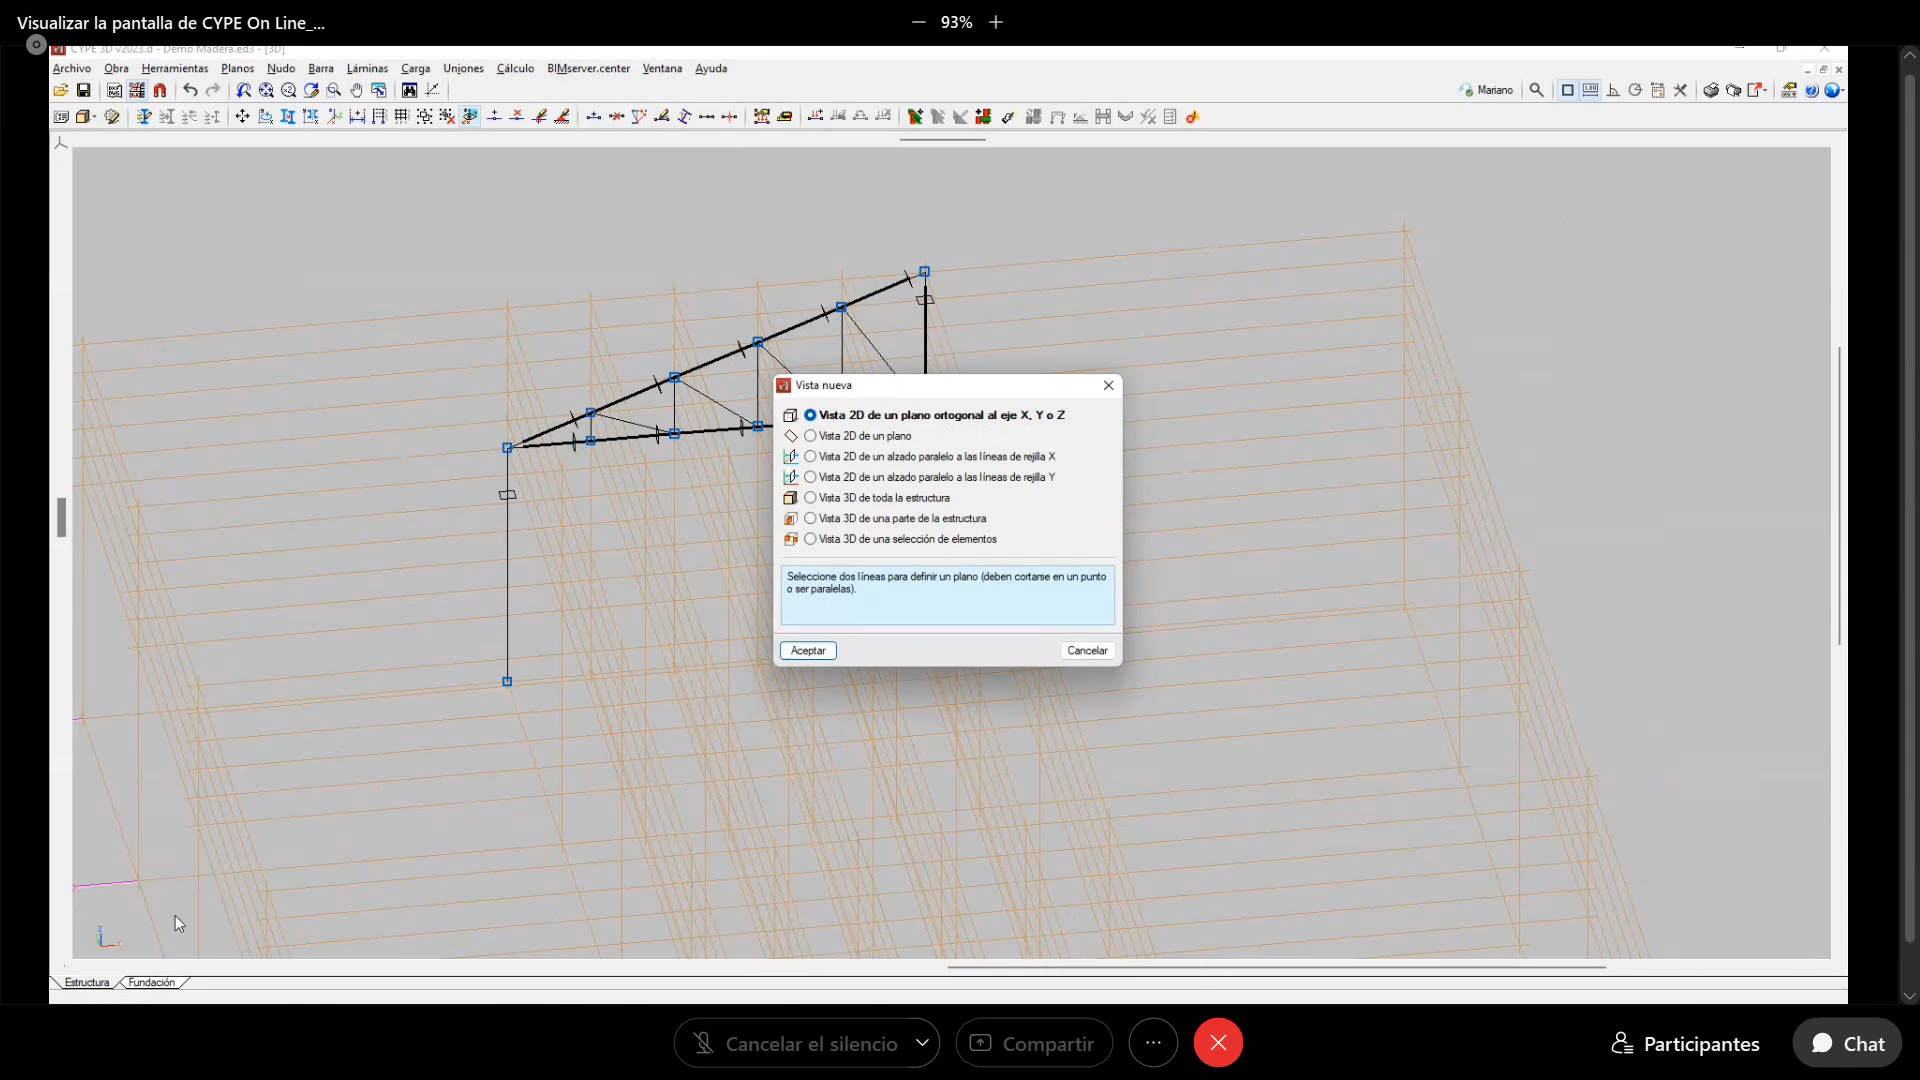 Visualizar la pantalla de CYPE On Line_...
93%
CYPE 3D v2023.d - Demo Madera.ed3 - [3D]
Archivo Obra Herramientas Planos Nudo Barra Láminas Carga Uniones Cálculo BIMserver.center Ventana Ayuda
Mariano
Vista nueva
Vista 2D de un plano ortogonal al eje X, Y o Z
Vista 2D de un plano
Vista 2D de un alzado paralelo a las líneas de rejilla X
Vista 2D de un alzado paralelo a las líneas de rejilla Y
Vista 3D de toda la estructura
Vista 3D de una parte de la estructura
Vista 3D de una selección de elementos
Seleccione dos líneas para definir un plano (deben cortarse en un punto
o ser paralelas).
Aceptar Cancelar
Z
Estructura Fundación
Cancelar el silencio Compartir Participantes Chat